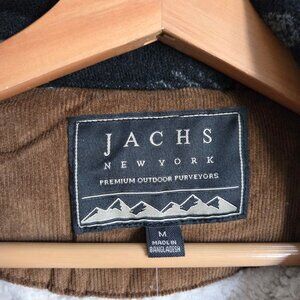 JACHS
NEW YORK
PREMIUM OUTDOOR PURVEYORS
M
MADE IN
BANGLADESH